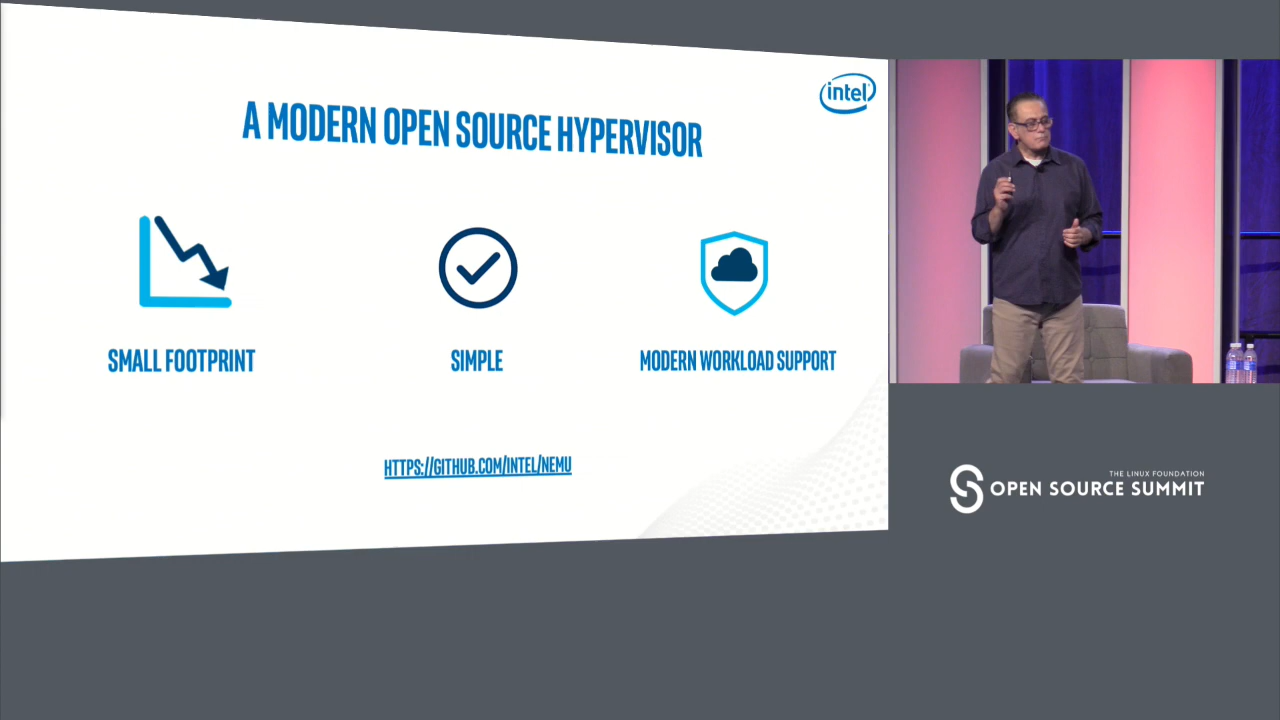 intel
A MODERN OPEN SOURCE HYPERVISOR
SMALL FOOTPRINT
SIMPLE
MODERN WORKLOAD SUPPORT
HTTPS://GITHUB.COM/INTEL/NEMU
THE LINUX FOUNDATION
OPEN SOURCE SUMMIT